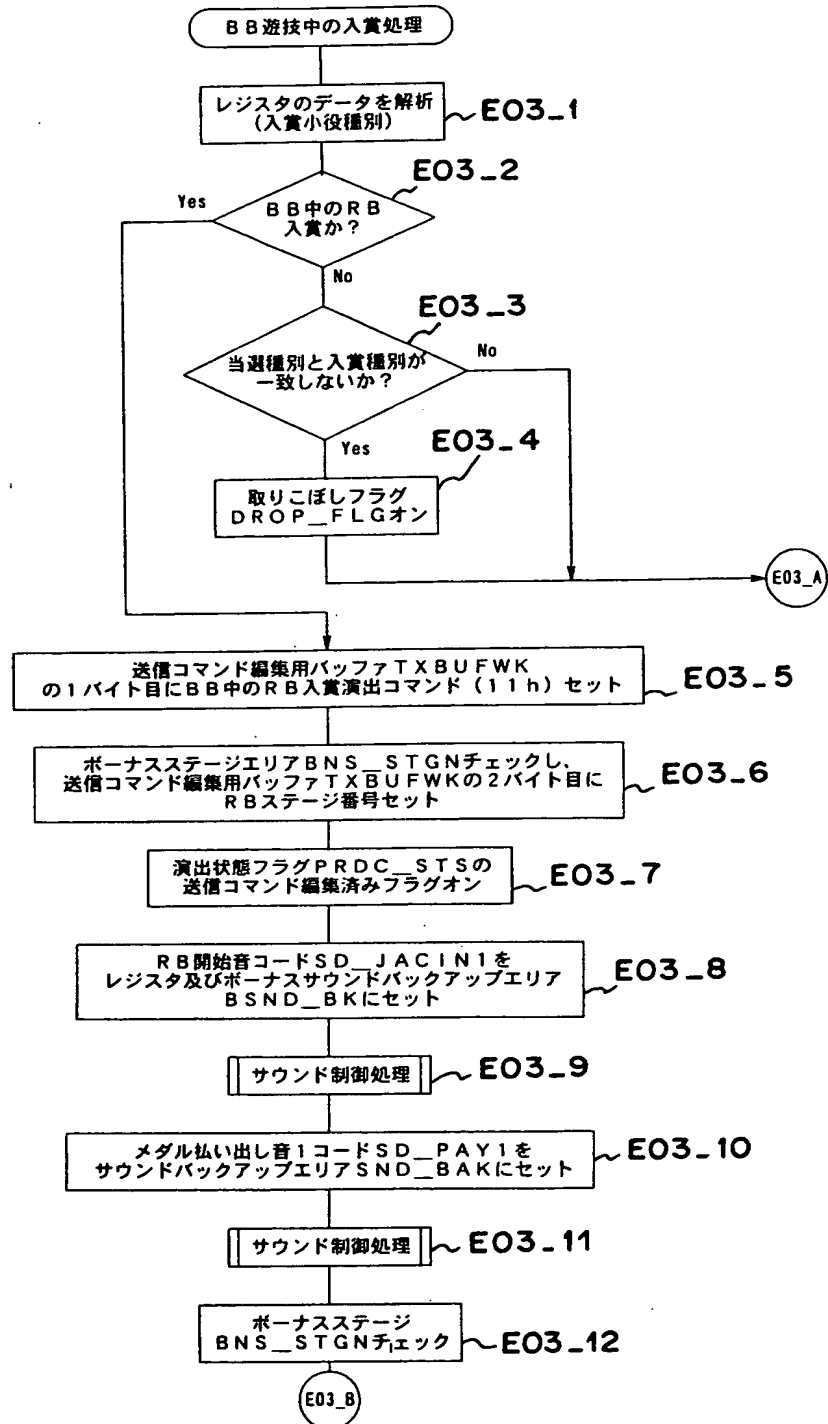 ＢＢ遊技中の入賞処理
レジスタのデータを解析
（入賞小役種別）
E03_1
E03_2
Yes
ＢＢ中のＲＢ
入賞か？
No
E03_3
当選種別と入賞種別が
一致しないか？
No
Yes
E03_4
取りこぼしフラグ
ＤＲＯＰ＿ＦＬＧオン
E03_A
送信コマンド編集用バッファＴＸＢＵＦＷＫ
の１バイト目にＢＢ中のＲＢ入賞演出コマンド（１１ｈ）セット
E03_5
ボーナスステージエリアＢＮＳ＿ＳＴＧＮチェックし、
送信コマンド編集用バッファＴＸＢＵＦＷＫの２バイト目に
ＲＢステージ番号セット
E03_6
演出状態フラグＰＲＤＣ＿ＳＴＳの
送信コマンド編集済みフラグオン
E03_7
ＲＢ開始音コードＳＤ＿ＪＡＣＩＮ１を
レジスタ及びボーナスサウンドバックアップエリア
ＢＳＮＤ＿ＢＫにセット
E03_8
サウンド制御処理
E03_9
メダル払い出し音１コードＳＤ＿ＰＡＹ１を
サウンドバックアップエリアＳＮＤ＿ＢＡＫにセット
E03_10
サウンド制御処理
E03_11
ボーナスステージ
ＢＮＳ＿ＳＴＧＮチェック
E03_12
E03_B